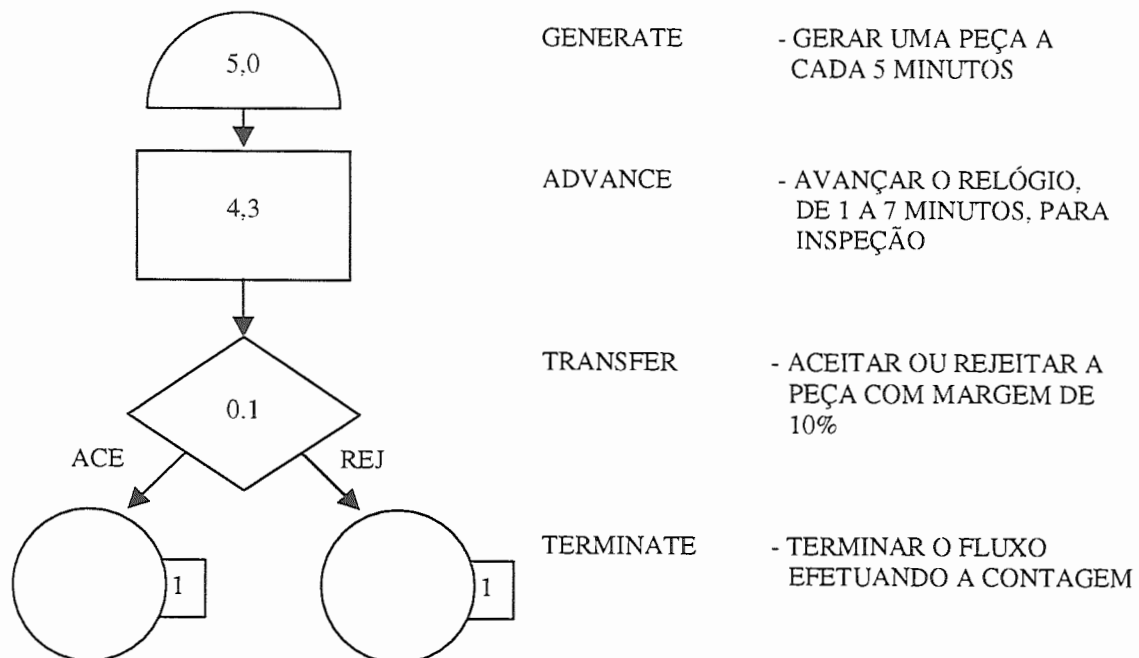 5,0
GENERATE - GERAR UMA PEÇA A
CADA 5 MINUTOS
4,3
ADVANCE - AVANÇAR O RELÓGIO,
DE 1 A 7 MINUTOS, PARA
INSPEÇÃO
0.1
TRANSFER - ACEITAR OU REJEITAR A
PEÇA COM MARGEM DE
10%
ACE REJ
1 1
TERMINATE - TERMINAR O FLUXO
EFETUANDO A CONTAGEM